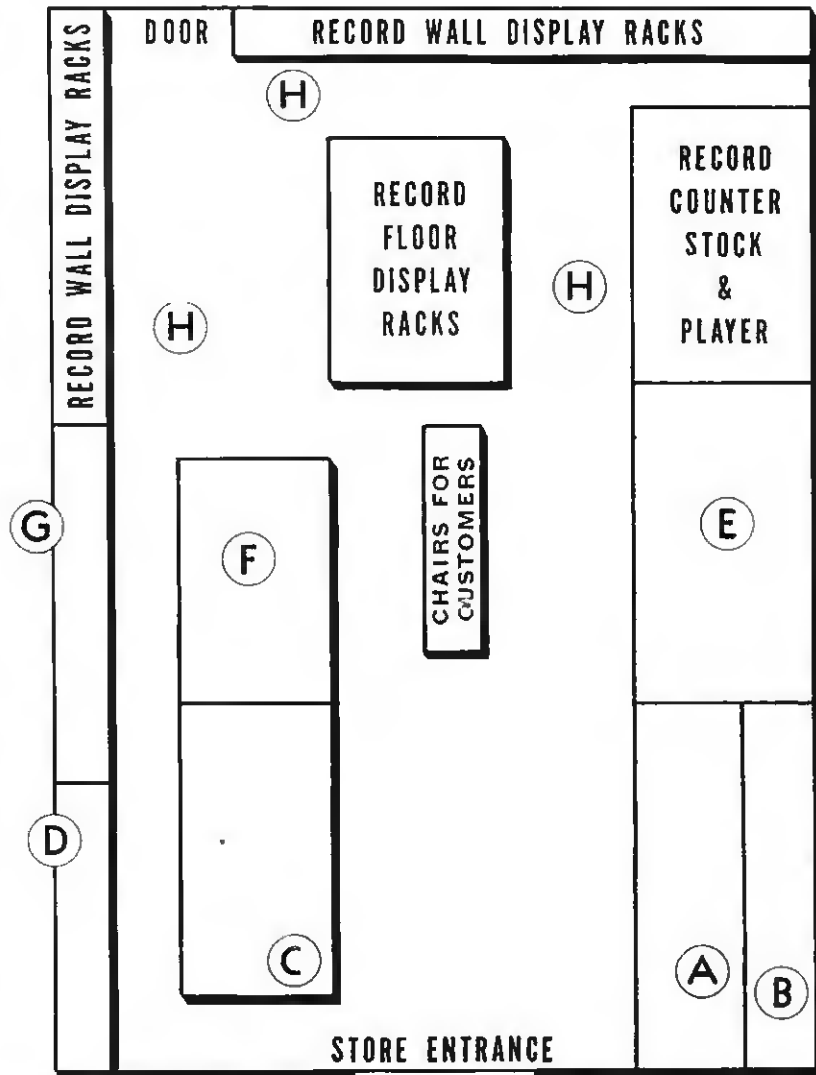 DOOR
RECORD WALL DISPLAY RACKS
RECORD WALL DISPLAY RACKS
H
RECORD
FLOOR
DISPLAY
RACKS
RECORD
COUNTER
STOCK
&
PLAYER
H
H
CHAIRS FOR
CUSTOMERS
G
F
E
D
C
A
B
STORE ENTRANCE